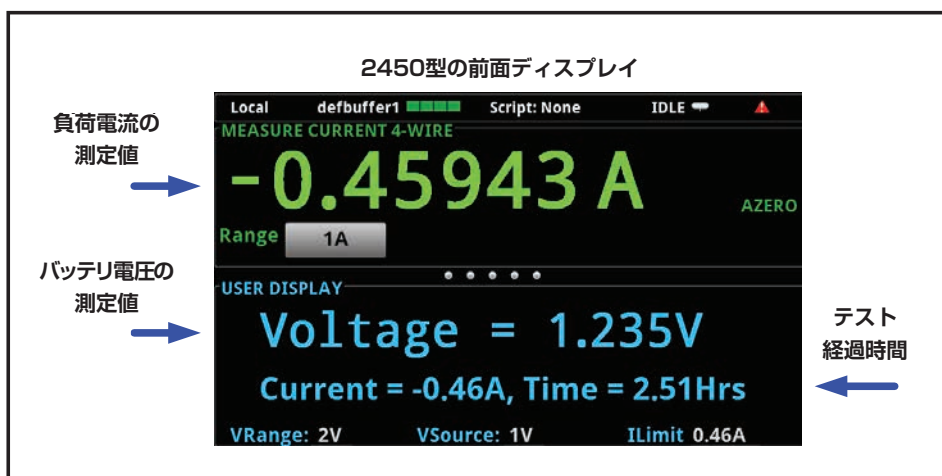 2450型の前面ディスプレイ
負荷電流の
測定値
Local defbuffer1 Script: None IDLE
MEASURE CURRENT 4-WIRE
-0.45943 A
AZERO
Range 1A
バッテリ電圧の
測定値
USER DISPLAY
Voltage = 1.235V
Current = -0.46A, Time = 2.51Hrs
テスト
経過時間
VRange: 2V VSource: 1V ILimit 0.46A